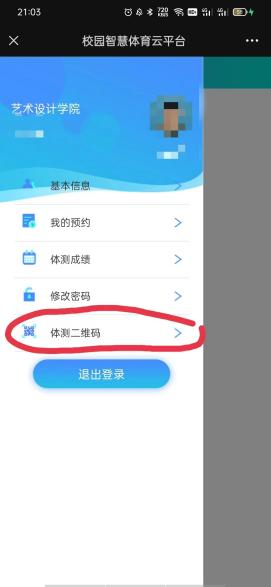 21:03
720
校园智慧体育云平台
艺术设计学院
基本信息
我的预约
体测成绩
修改密码
体测二维码
退出登录